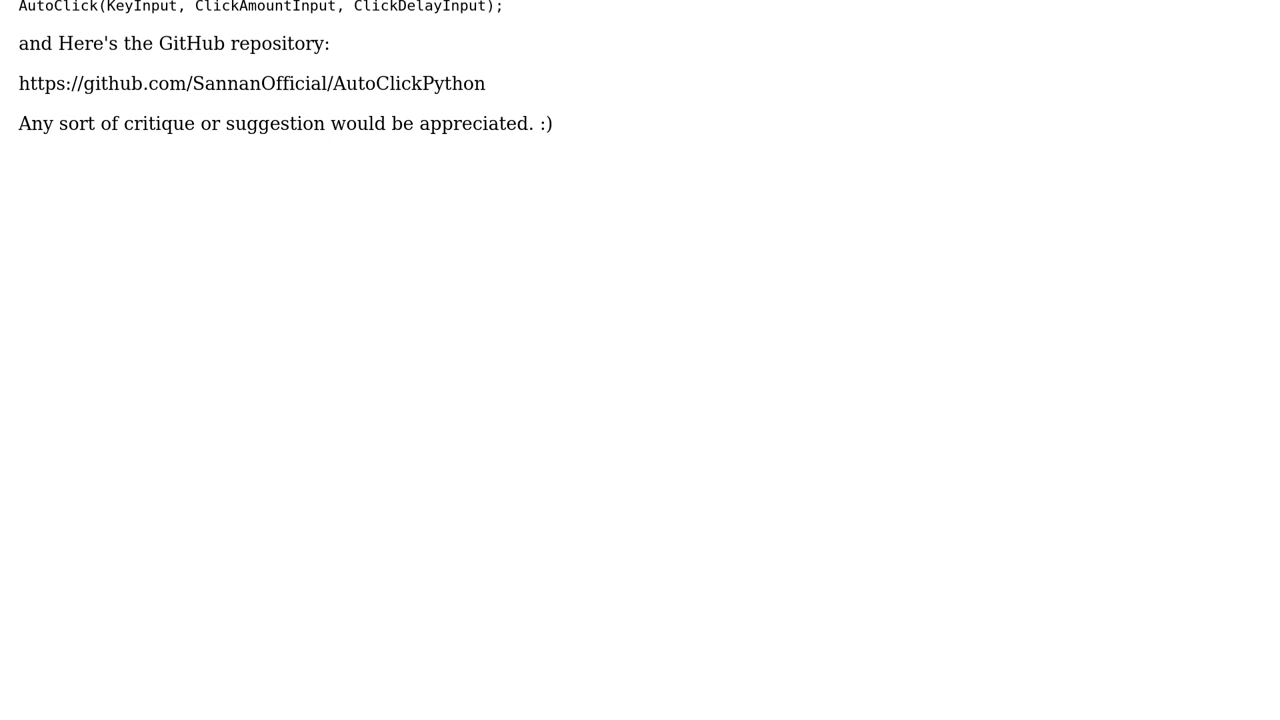 AutoClick(KeyInput, ClickAmountInput, ClickDelayInput);
and Here's the GitHub repository:
https://github.com/SannanOfficial/AutoClickPython
Any sort of critique or suggestion would be appreciated. :)